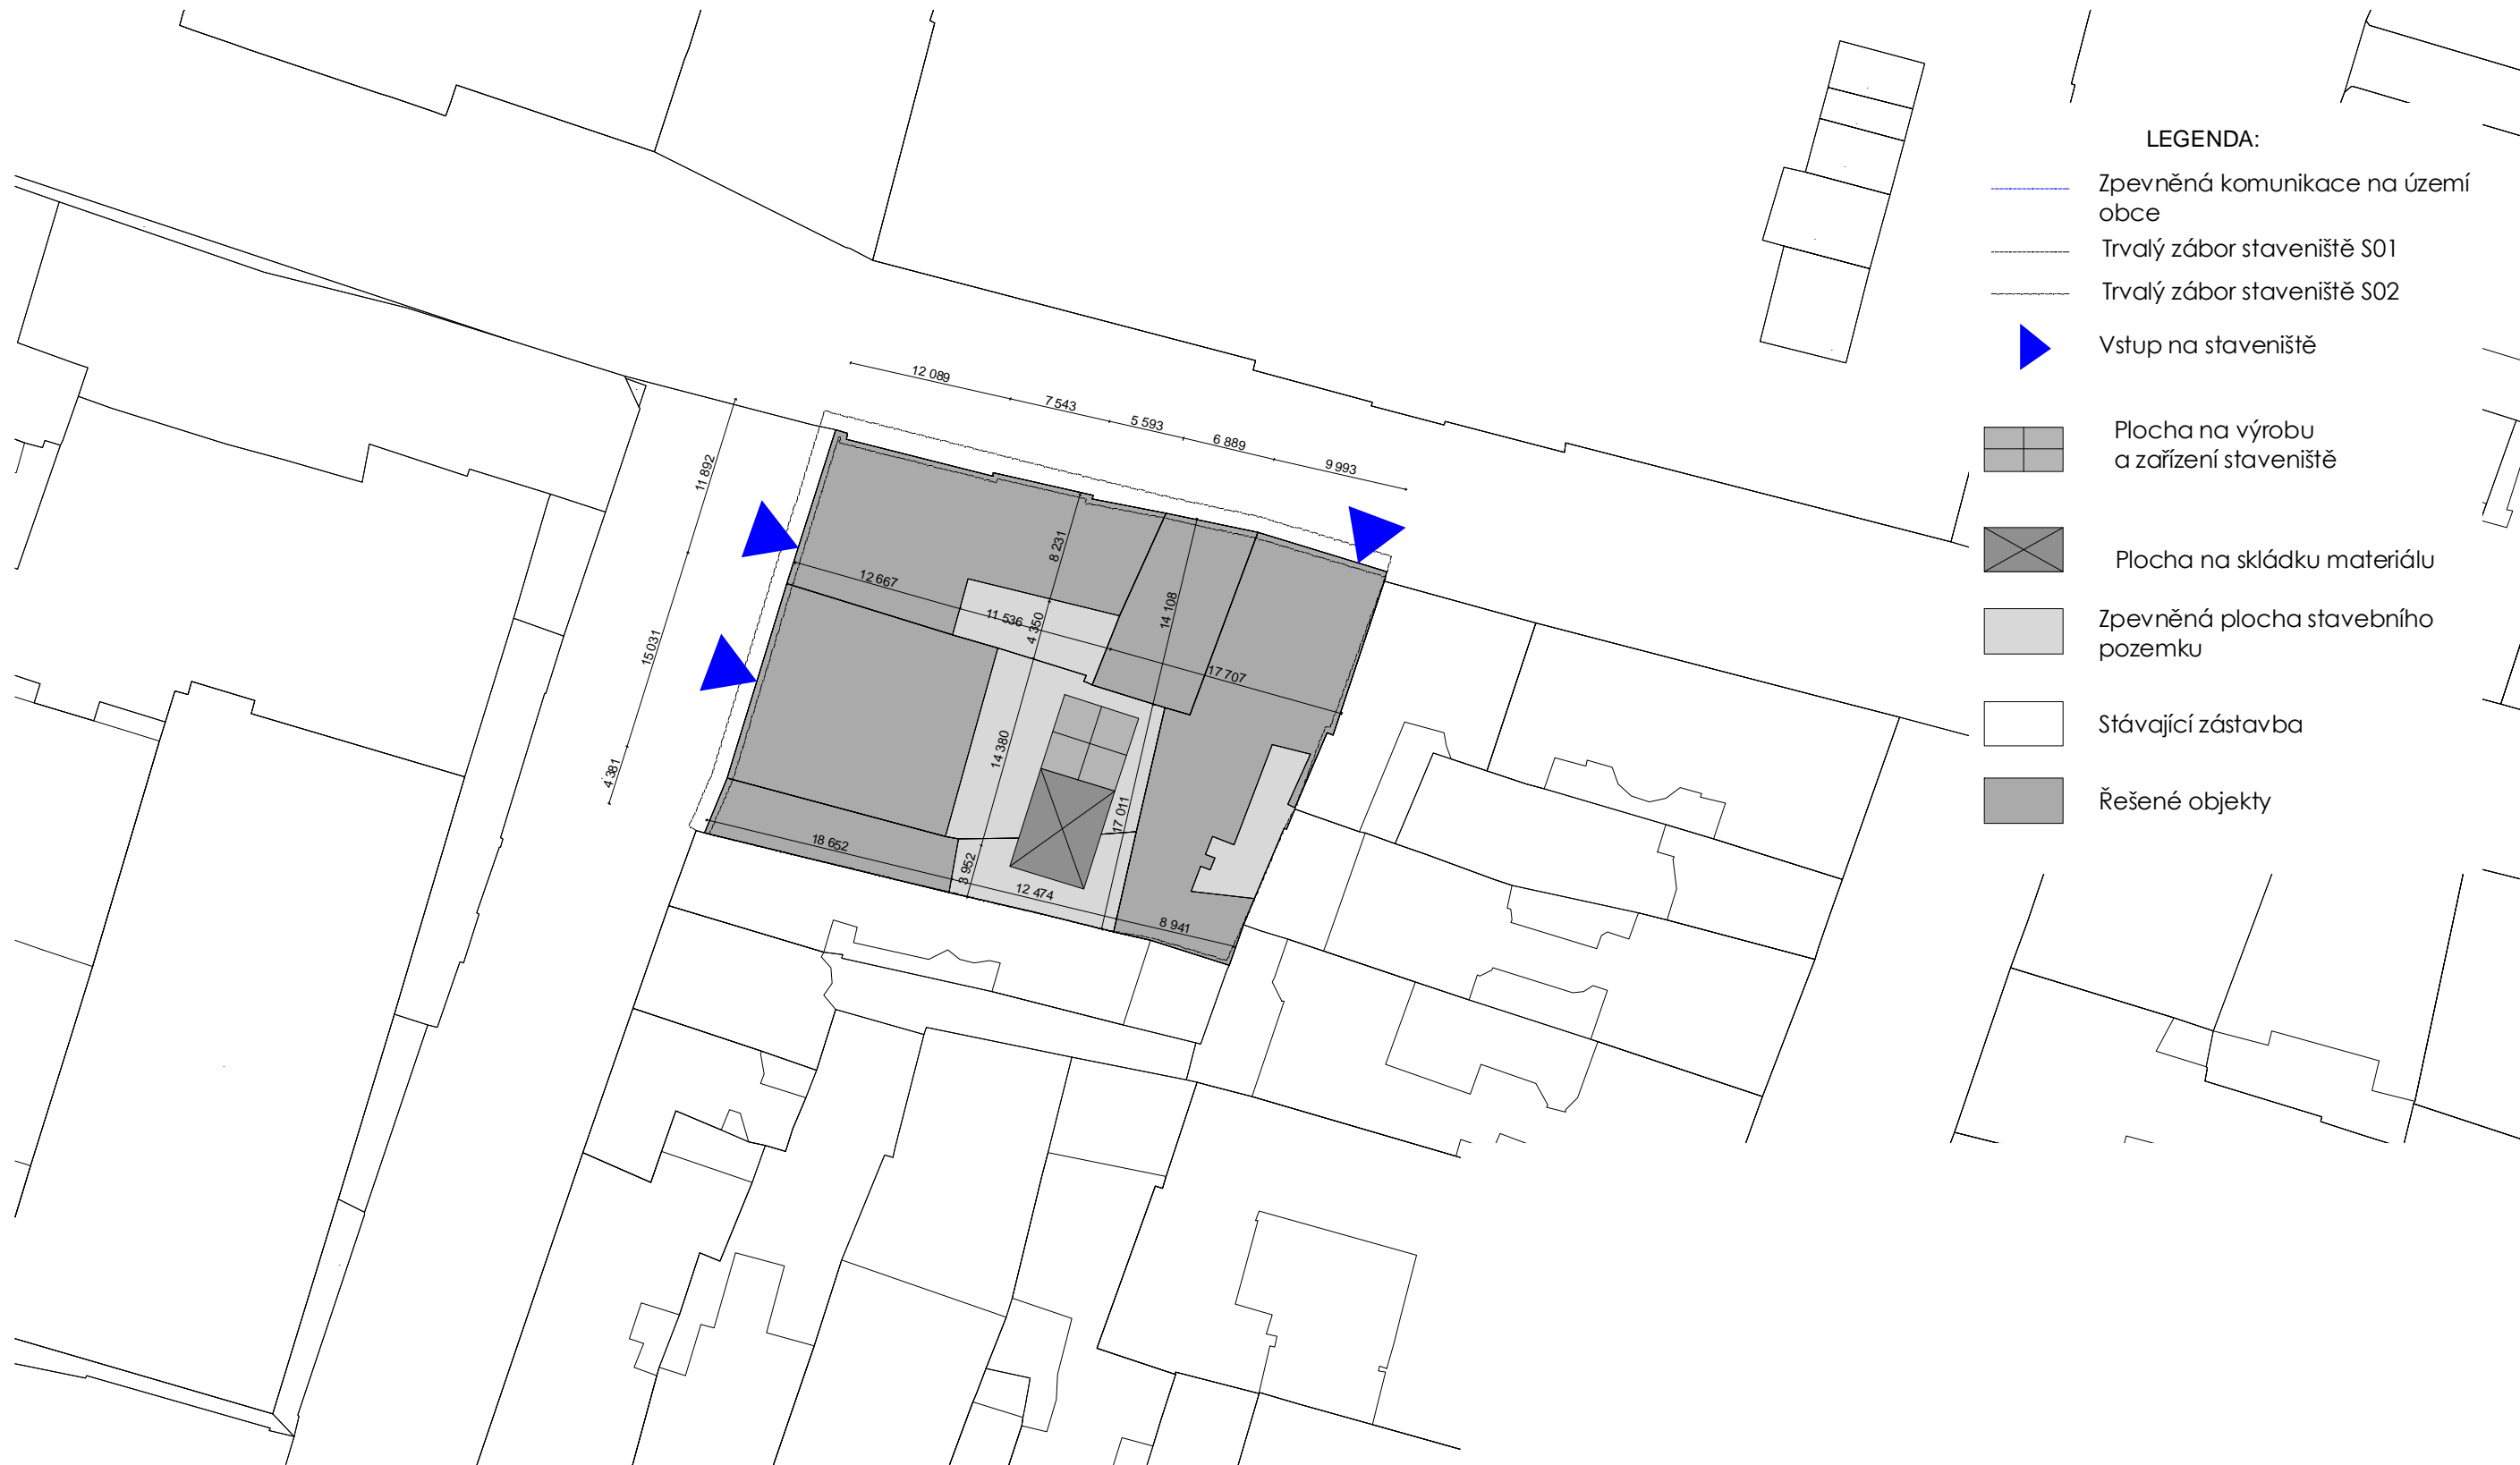 LEGENDA:
Zpevněná komunikace na území
obce
Trvalý zábor staveniště S01
Trvalý zábor staveniště S02
Vstup na staveniště
Plocha na výrobu
a zařízení staveniště
Plocha na skládku materiálu
Zpevněná plocha stavebního
pozemku
Stávající zástavba
Řešené objekty
12 089
7 543
5 593
6 889
9 993
11 892
15 031
4 381
8 231
12 667
11 536
4 350
14 108
17 707
14 380
17 011
18 652
3 952
12 474
8 941